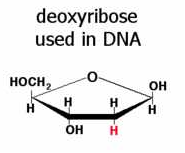 deoxyribose
used in DNA
HOCH2 O OH
H H H H
OH H